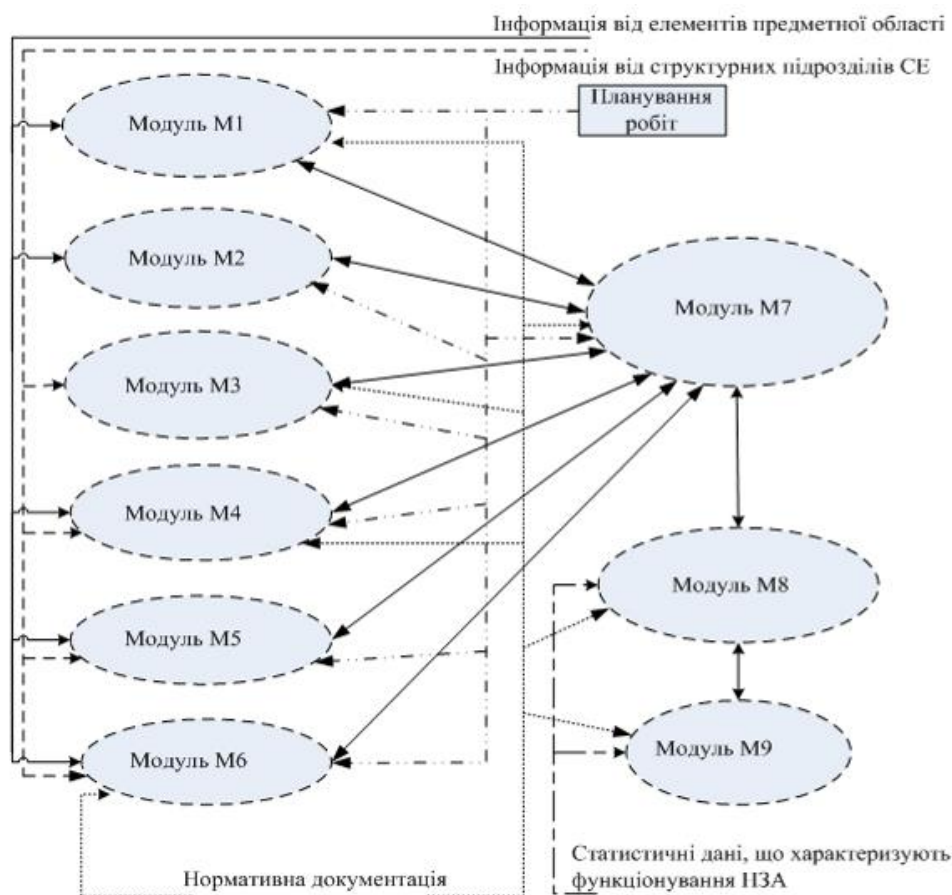 Інформація від елементів предметної області
Інформація від структурних підрозділів СЕ
Планування
робіт
Модуль М1
Модуль М2
Модуль М7
Модуль М3
Модуль М4
Модуль М8
Модуль М5
Модуль М9
Модуль М6
Статистичні дані, що характеризують
функціонування НЗА
Нормативна документація